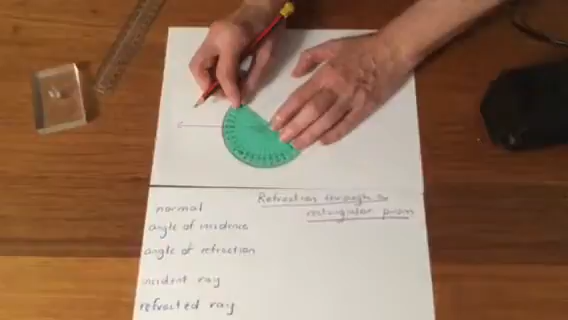 Refraction through a
rectangular prism
normal
angle of incidence
angle of refraction
incident ray
refracted ray